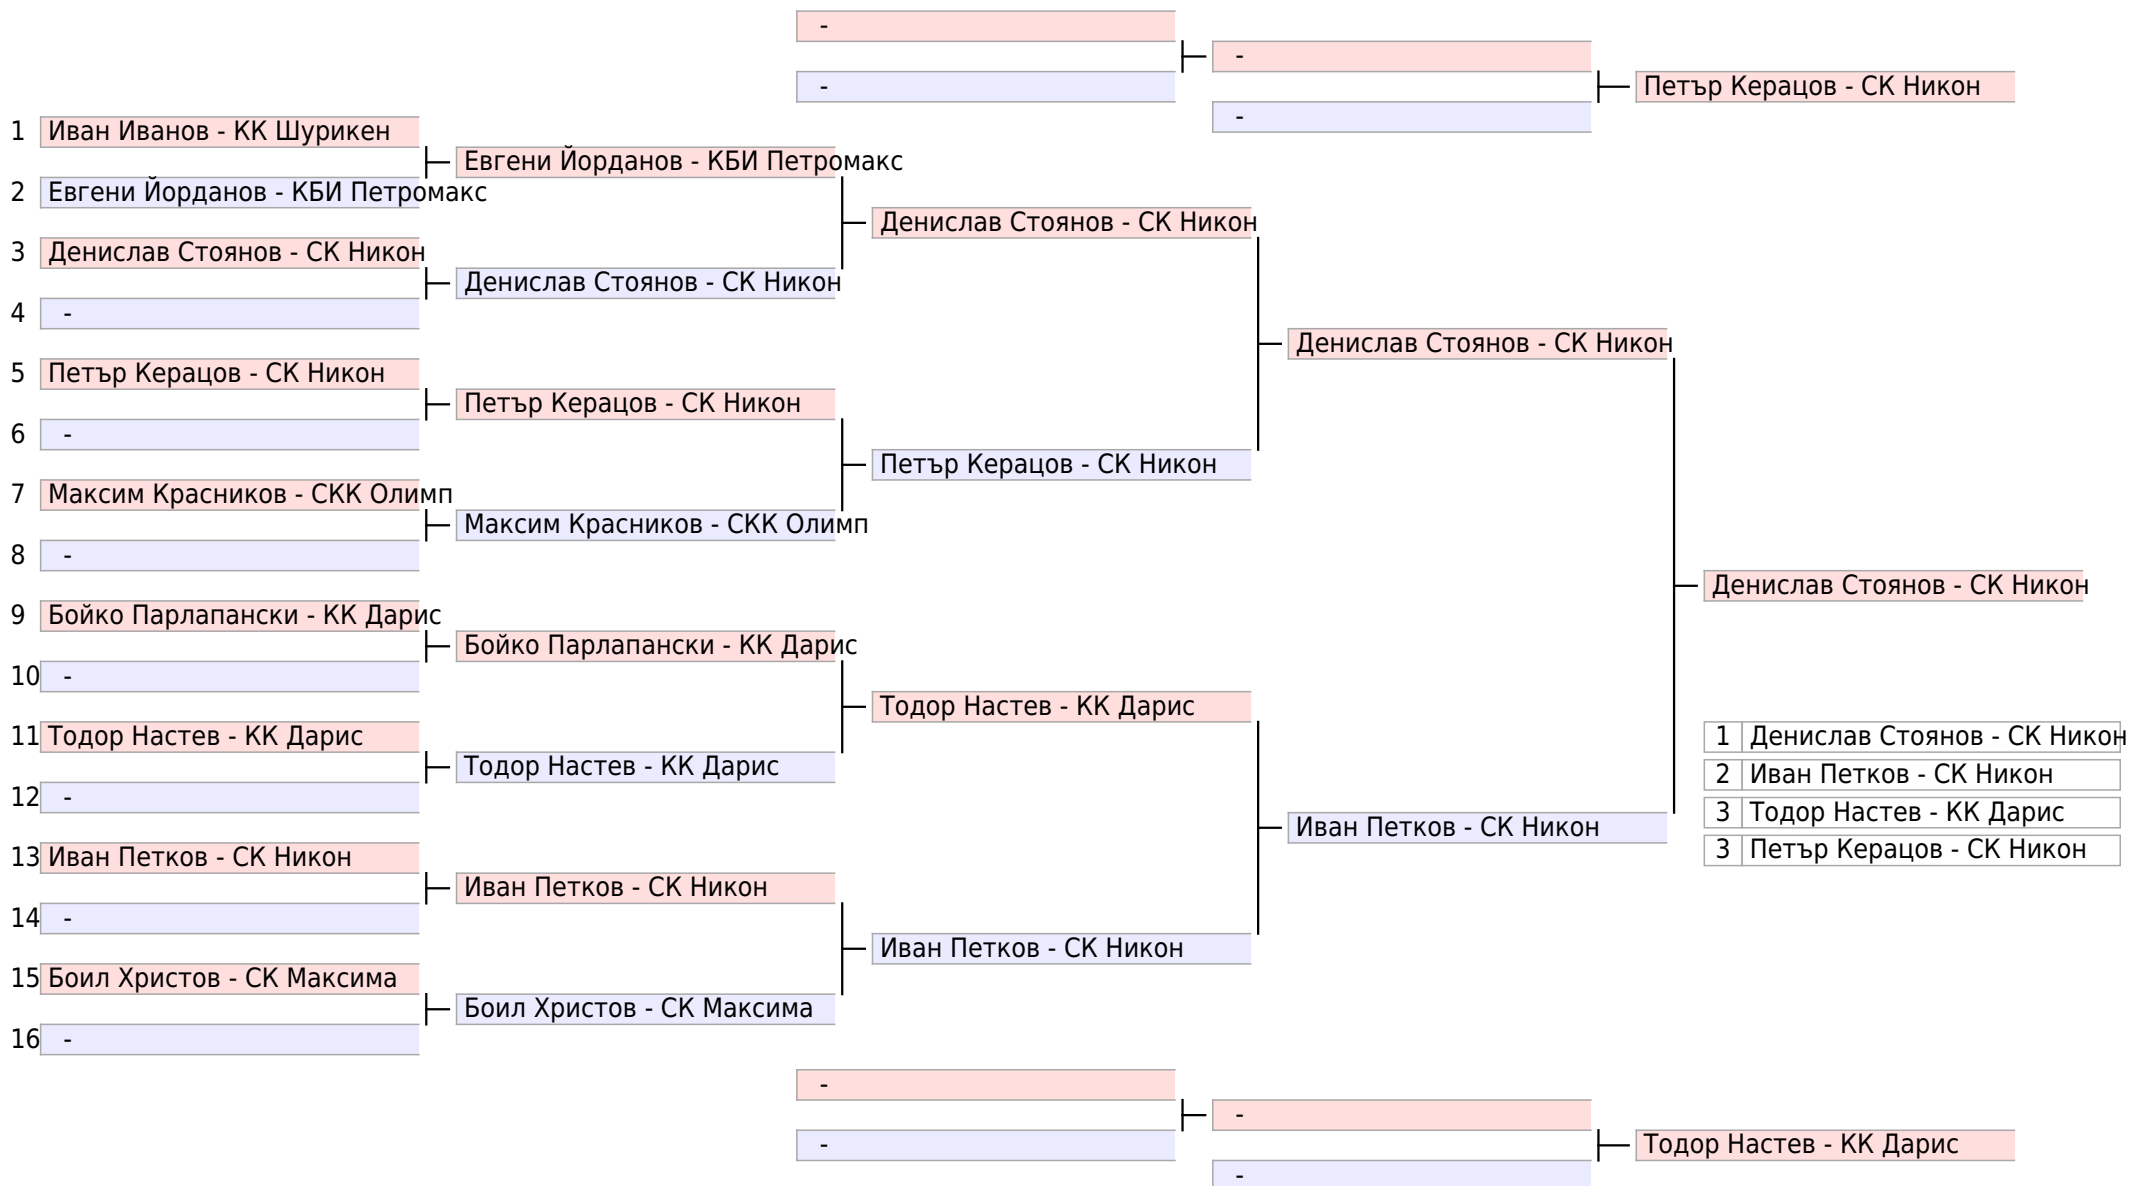 -
-
-
-
Петър Керацов - СК Никон
1 Иван Иванов - КК Шурикен
2 Евгени Йорданов - КБИ Петромакс
3 Денислав Стоянов - СК Никон
4 -
5 Петър Керацов - СК Никон
6 -
7 Максим Красников - СКК Олимп
8 -
9 Бойко Парлапански - КК Дарис
10 -
11 Тодор Настев - КК Дарис
12 -
13 Иван Петков - СК Никон
14 -
15 Боил Христов - СК Максима
16 -
Евгени Йорданов - КБИ Петромакс
Денислав Стоянов - СК Никон
Петър Керацов - СК Никон
Максим Красников - СКК Олимп
Бойко Парлапански - КК Дарис
Тодор Настев - КК Дарис
Иван Петков - СК Никон
Боил Христов - СК Максима
Денислав Стоянов - СК Никон
Петър Керацов - СК Никон
Тодор Настев - КК Дарис
Иван Петков - СК Никон
Денислав Стоянов - СК Никон
Иван Петков - СК Никон
Денислав Стоянов - СК Никон
1 Денислав Стоянов - СК Никон
2 Иван Петков - СК Никон
3 Тодор Настев - КК Дарис
3 Петър Керацов - СК Никон
-
-
-
-
Тодор Настев - КК Дарис